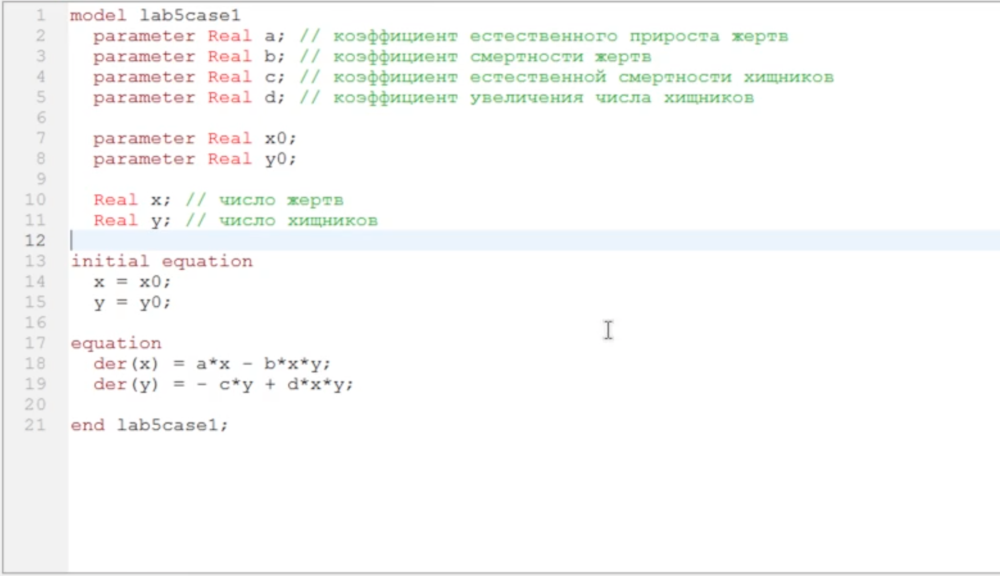 1 model lab5case1
2 parameter Real a; // коэффициент естественного прироста жертв
3 parameter Real b; // коэффициент смертности жертв
4 parameter Real c; // коэффициент естественной смертности хищников
5 parameter Real d; // коэффициент увеличения числа хищников
6
7 parameter Real x0;
8 parameter Real y0;
9
10 Real x; // число жертв
11 Real y; // число хищников
12
13 initial equation
14 x = x0;
15 y = y0;
16
17 equation
18 der(x) = a*x - b*x*y;
19 der(y) = - c*y + d*x*y;
20
21 end lab5case1;